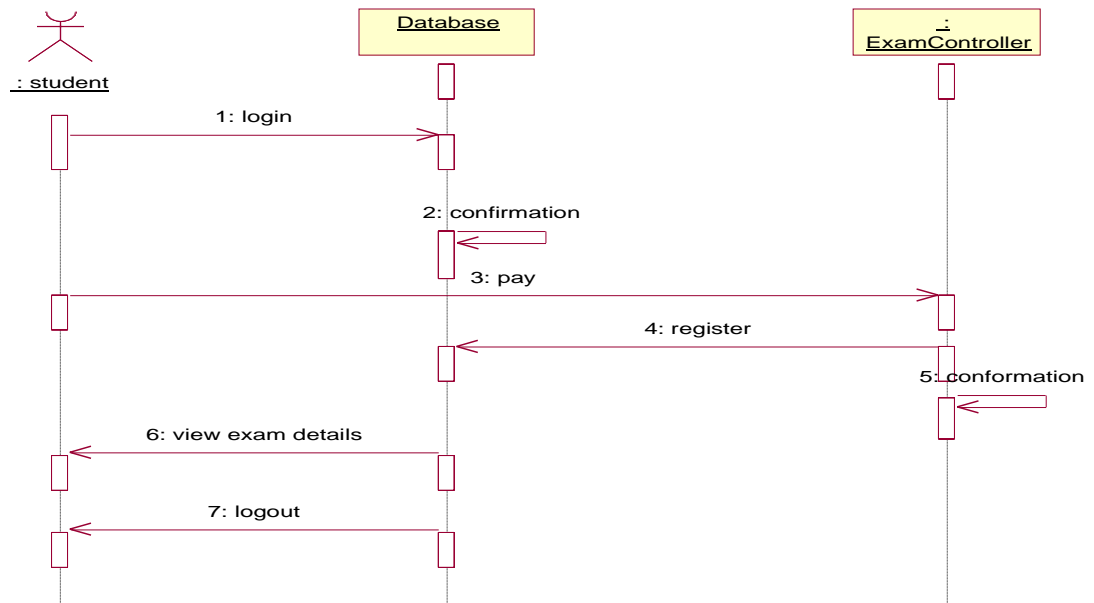 Database
:
ExamController
: student
1: login
2: confirmation
3: pay
4: register
5: conformation
6: view exam details
7: logout